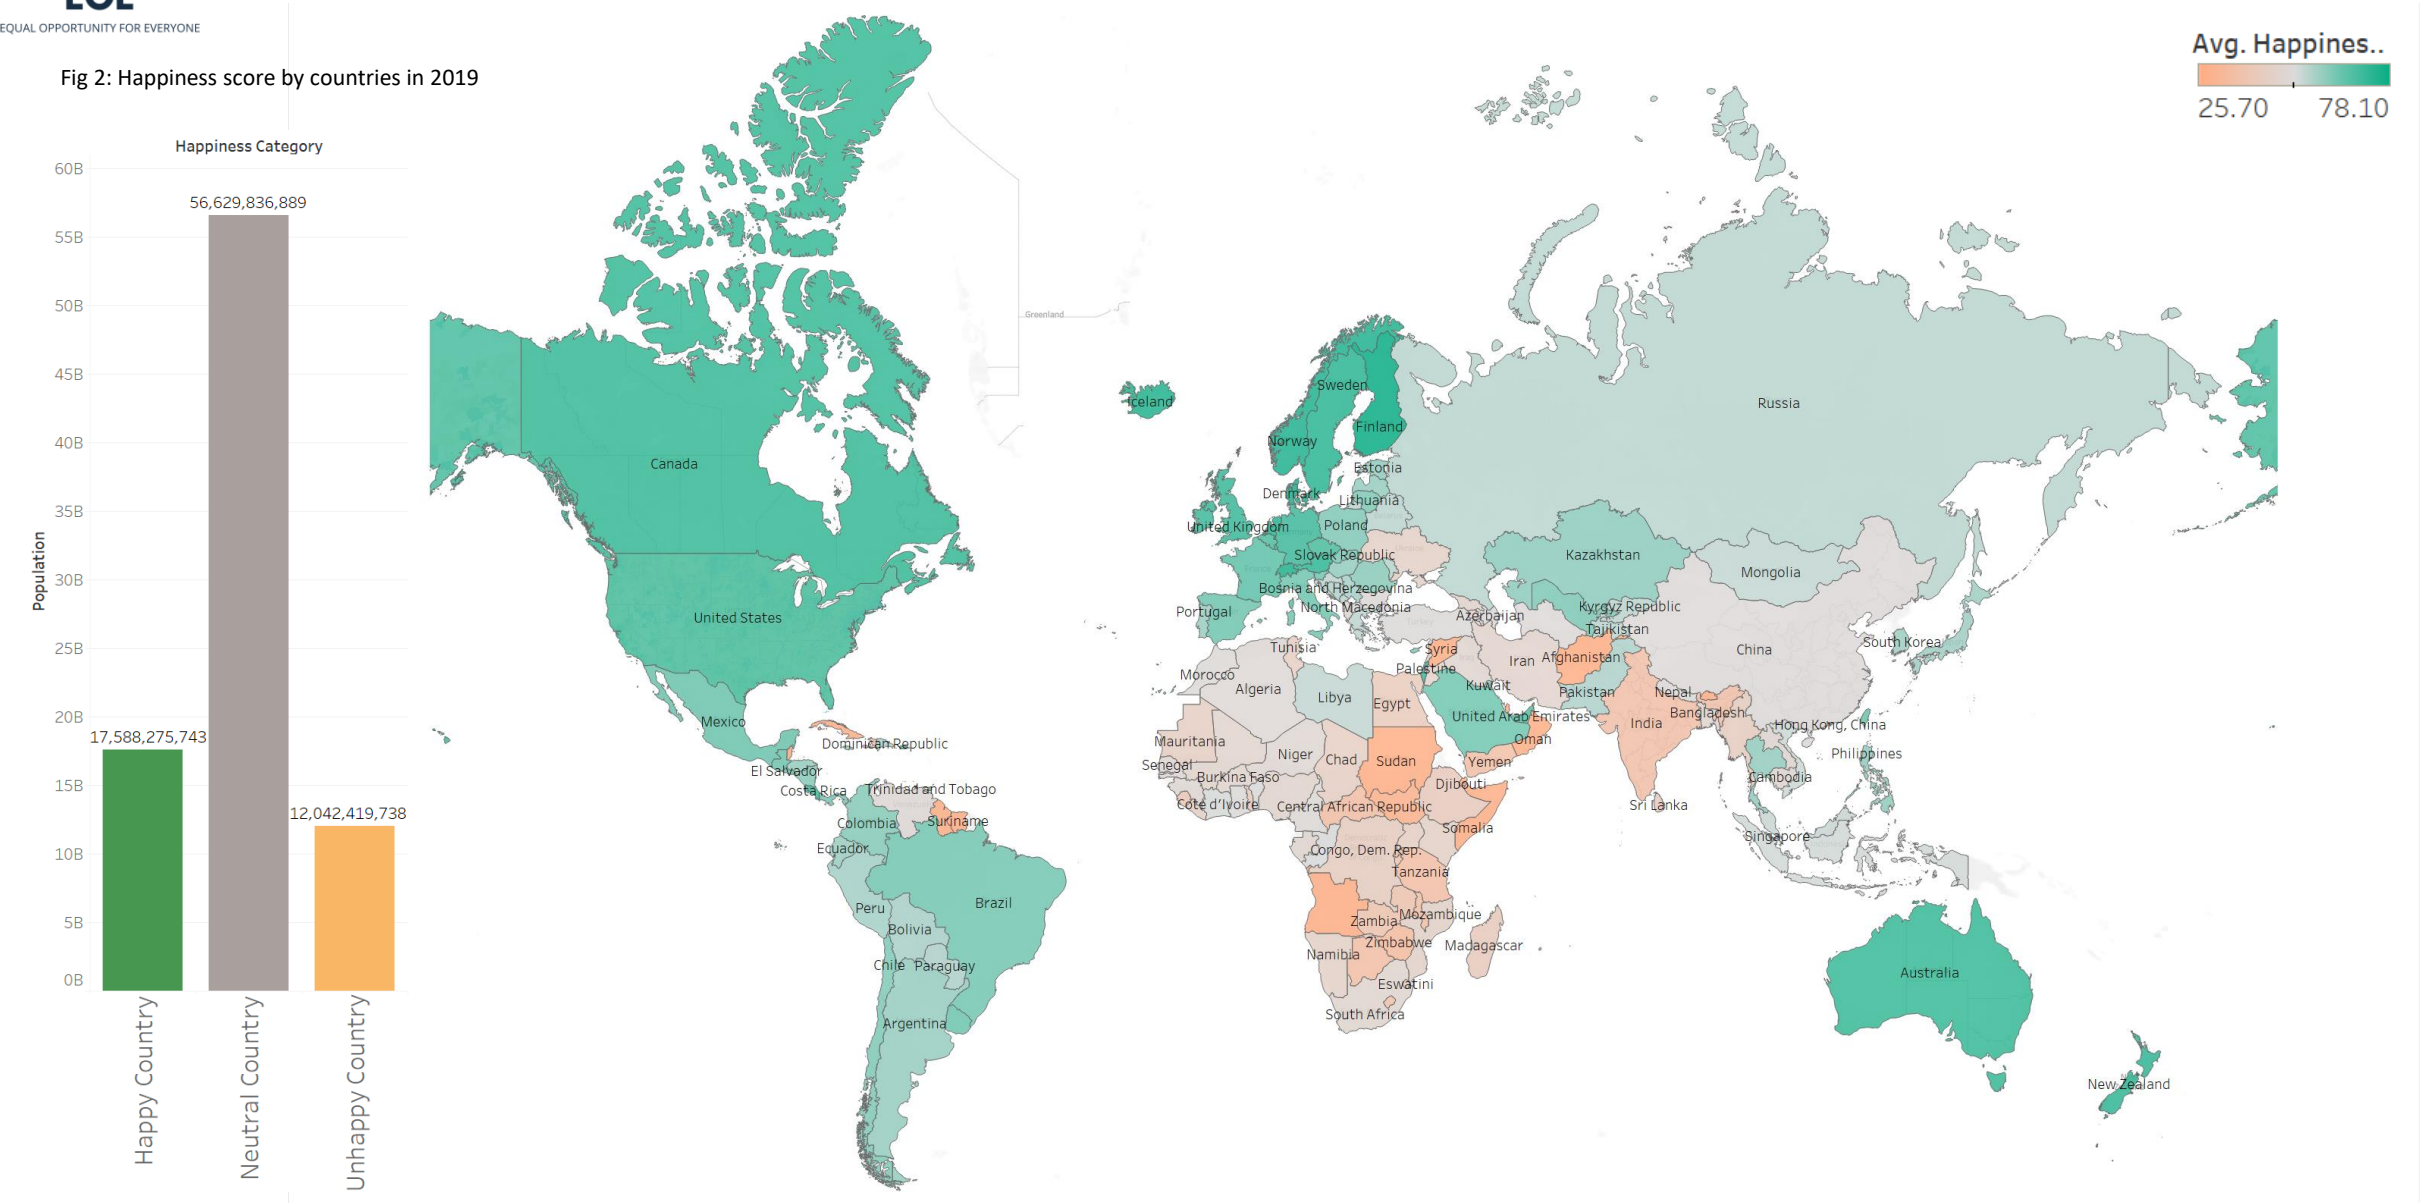 EQUAL OPPORTUNITY FOR EVERYONE
Fig 2: Happiness score by countries in 2019
Avg. Happines..
25.70 78.10
Happiness Category
60B
55B
50B
45B
40B
35B
30B
25B
20B
15B
10B
5B
0B
Population
56,629,836,889
17,588,275,743
12,042,419,738
Happy Country
Neutral Country
Unhappy Country
Greenland
Canada
United States
Mexico
Dominican Republic
El Salvador
Costa Rica
Trinidad and Tobago
Colombia
Suriname
Ecuador
Peru
Brazil
Bolivia
Chile
Paraguay
Argentina
Iceland
Sweden
Norway
Finland
Estonia
Denmark
Lithuania
United Kingdom
Poland
Slovak Republic
France
Bosnia and Herzegovina
Portugal
North Macedonia
Turkey
Russia
Kazakhstan
Mongolia
Azerbaijan
Kyrgyz Republic
Tajikistan
China
South Korea
Tunisia
Syria
Iran
Afghanistan
Morocco
Algeria
Libya
Egypt
Palestine
Kuwait
Pakistan
Nepal
United Arab Emirates
India
Bangladesh
Hong Kong, China
Oman
Mauritania
Niger
Chad
Sudan
Yemen
Philippines
Senegal
Burkina Faso
Djibouti
Cambodia
Côte d'Ivoire
Central African Republic
Sri Lanka
Somalia
Singapore
Congo, Dem. Rep.
Tanzania
Zambia
Mozambique
Zimbabwe
Madagascar
Namibia
Eswatini
South Africa
Australia
New Zealand